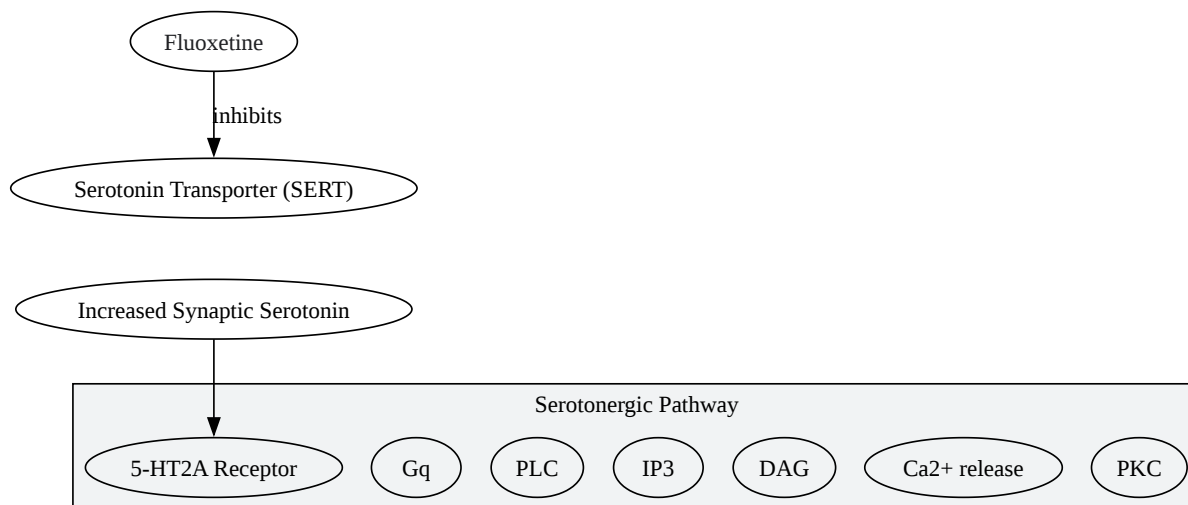 Fluoxetine
inhibits
Serotonin Transporter (SERT)
Increased Synaptic Serotonin
Serotonergic Pathway
5-HT2A Receptor
Gq
PLC
IP3
DAG
Ca2+ release
PKC